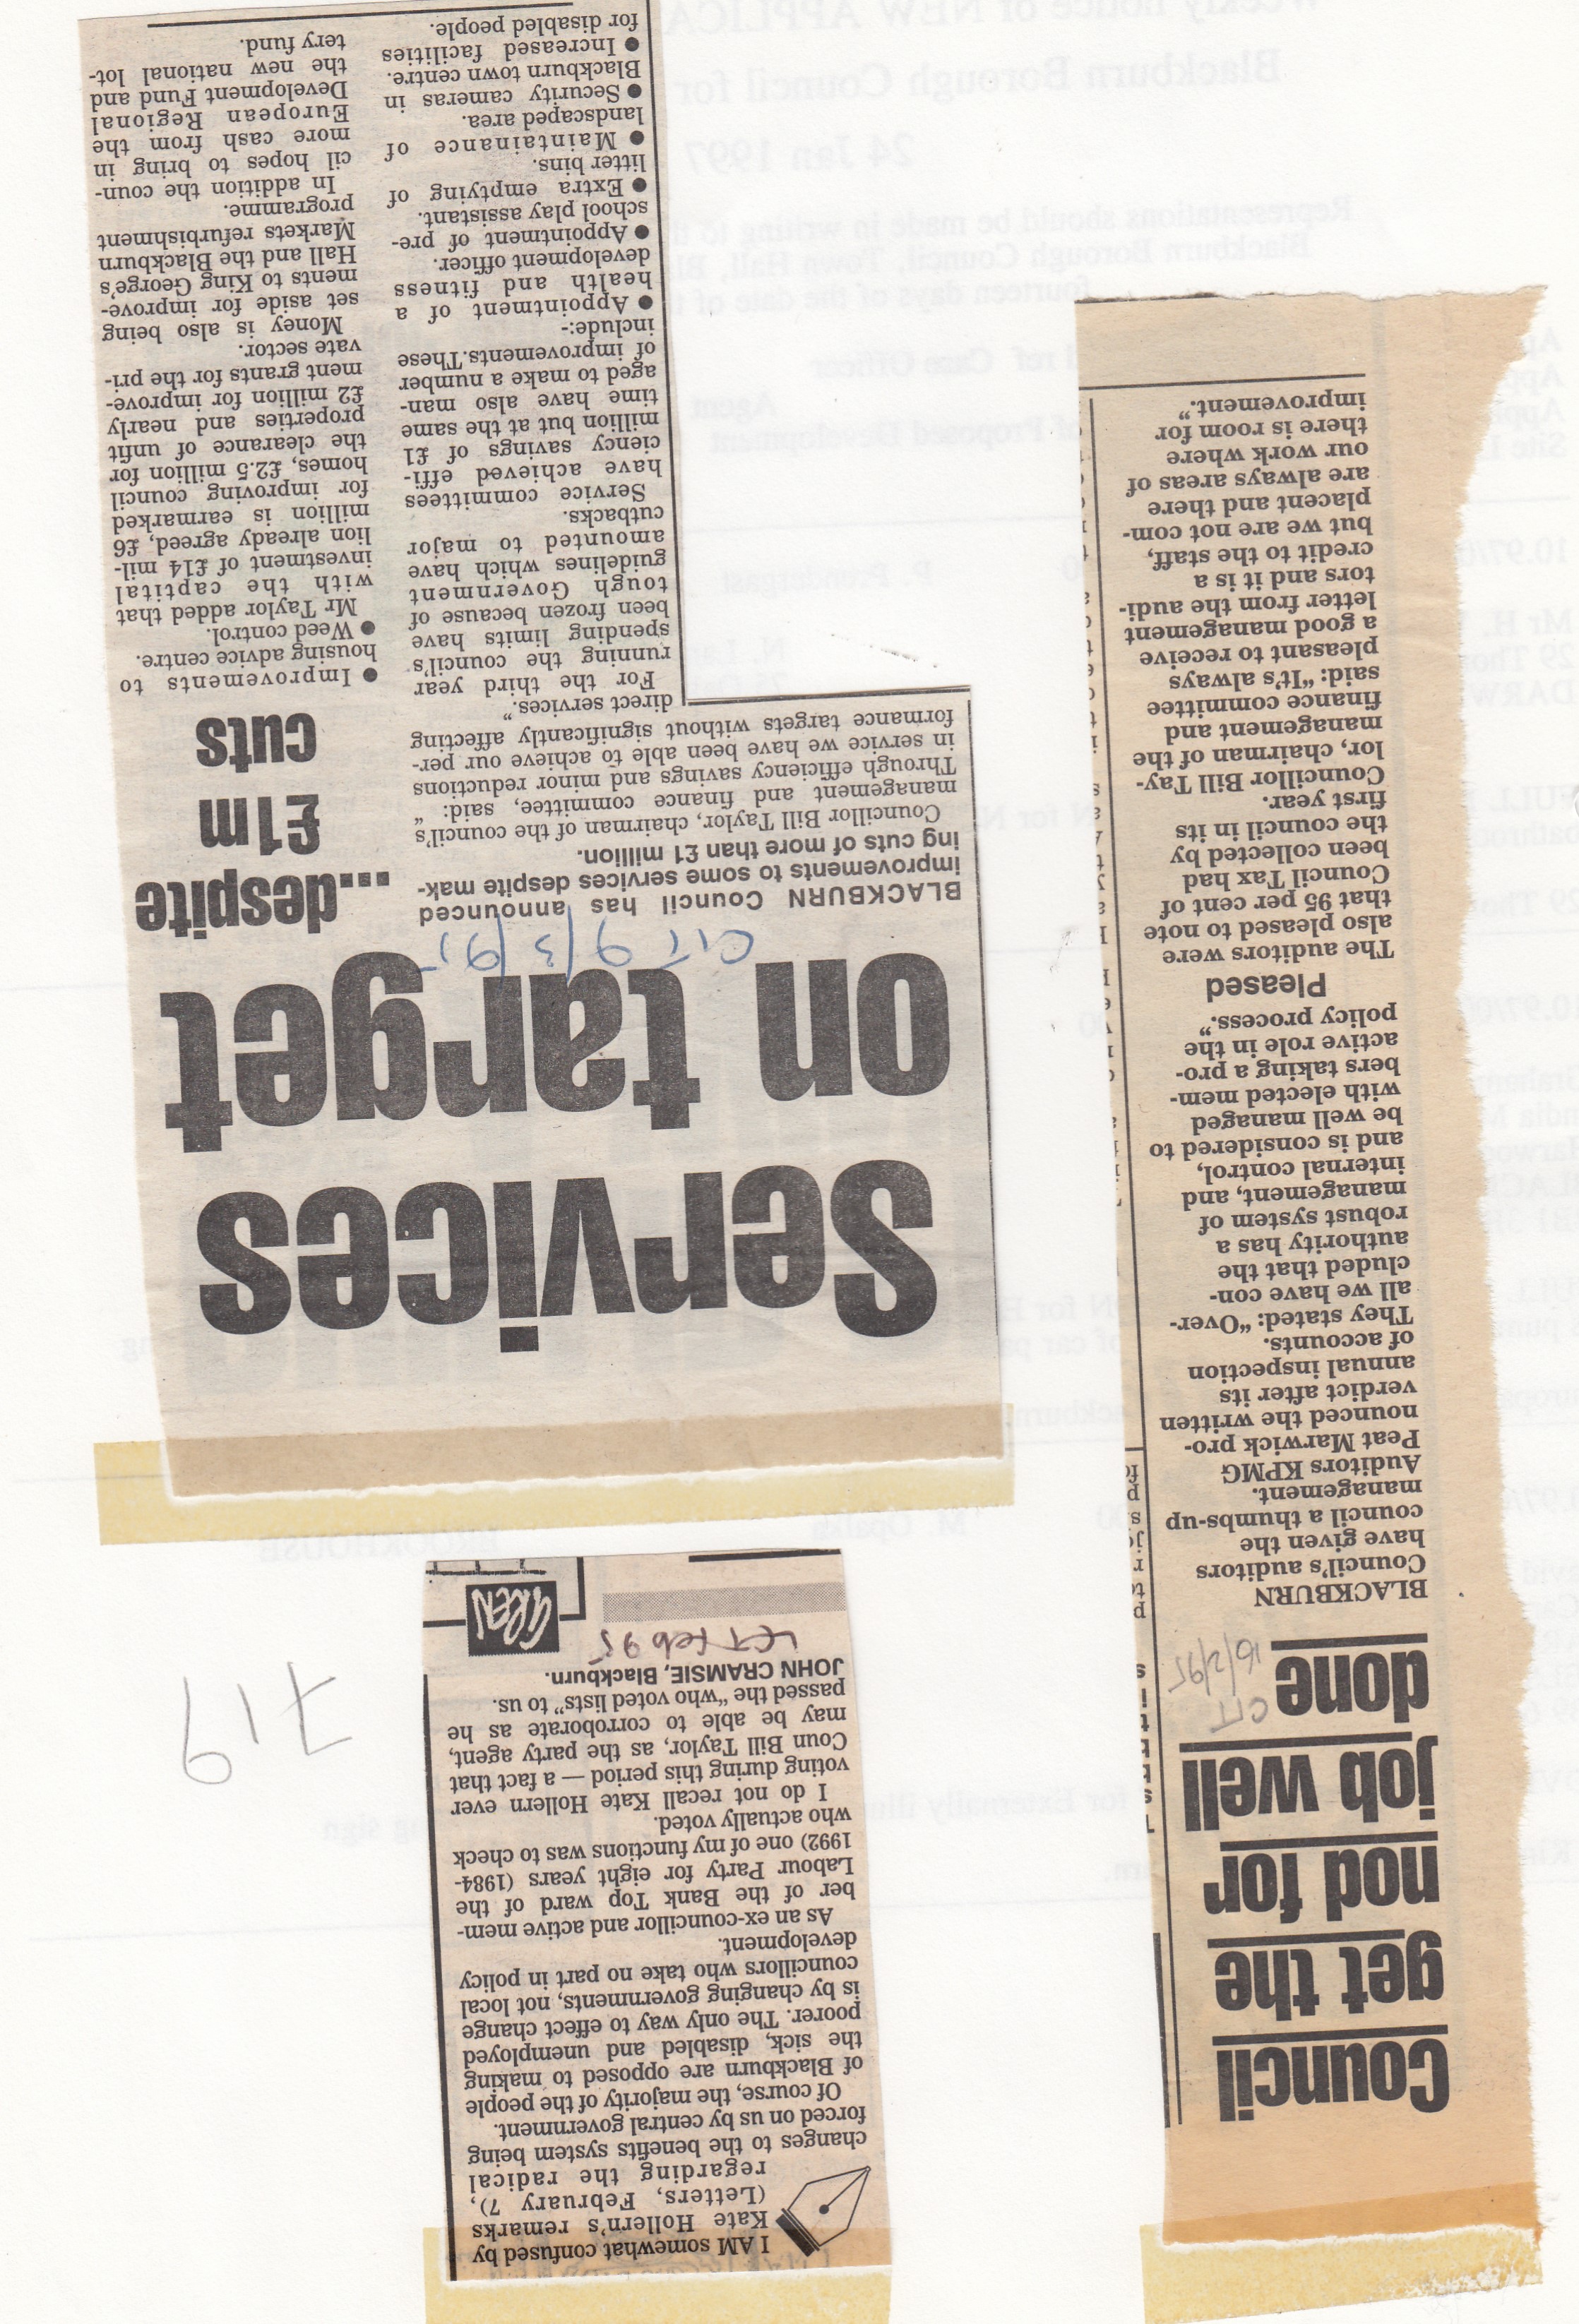 Council
get the
nod for
job well
done
CIT
16/2/95
BLACKBURN
Council's auditors
have given the
council a thumbs-up
management.
Auditors KPMG
Peat Marwick pro-
nounced the written
verdict after its
annual inspection
of accounts.
They stated: "Over-
all we have con-
cluded that the
authority has a
robust system of
management, and
internal control,
and is considered to
be well managed
with elected mem-
bers taking a pro-
active role in the
policy process."
Pleased
The auditors were
also pleased to note
that 95 per cent of
Council Tax had
been collected by
the council in its
first year.
Councillor Bill Tay-
lor, chairman of the
management and
finance committee
said: "It's always
pleasant to receive
a good management
letter from the audi-
tors and it is a
credit to the staff,
but we are not com-
placent and there
are always areas of
our work where
there is room for
improvement."
I AM somewhat confused by
Kate Hollern's remarks
(Letters, February 7),
regarding the radical
changes to the benefits system being
forced on us by central government.
Of course, the majority of the people
of Blackburn are opposed to making
the sick, disabled and unemployed
poorer. The only way to effect change
is by changing governments, not local
councillors who take no part in policy
development.
As an ex-councillor and active mem-
ber of the Bank Top ward of the
Labour Party for eight years (1984-
1992) one of my functions was to check
who actually voted.
I do not recall Kate Hollern ever
voting during this period — a fact that
Coun Bill Taylor, as the party agent,
may be able to corroborate as he
passed the "who voted lists" to us.
JOHN CRAMSIE, Blackburn.
LET Feb 95
719
Services
on target
CIT 9/3/95
...despite
£1m
cuts
BLACKBURN Council has announced
improvements to some services despite mak-
ing cuts of more than £1 million.
Councillor Bill Taylor, chairman of the council's
management and finance committee, said: "
Through efficiency savings and minor reductions
in service we have been able to achieve our per-
formance targets without significantly affecting
direct services."
For the third year
running the council's
spending limits have
been frozen because of
tough Government
guidelines which have
amounted to major
cutbacks.
Service committees
have achieved effi-
ciency savings of £1
million but at the same
time have also man-
aged to make a number
of improvements.These
include:-
● Appointment of a
health and fitness
development officer.
● Appointment of pre-
school play assistant.
● Extra emptying of
litter bins.
● Maintainance of
landscaped area.
● Security cameras in
Blackburn town centre.
● Increased facilities
for disabled people.
● Improvements to
housing advice centre.
● Weed control.
Mr Taylor added that
with the captital
investment of £14 mil-
lion already agreed, £6
million is earmarked
for improving council
homes, £2.5 million for
the clearance of unfit
properties and nearly
£2 million for improve-
ment grants for the pri-
vate sector.
Money is also being
set aside for improve-
ments to King George's
Hall and the Blackburn
Markets refurbishment
programme.
In addition the coun-
cil hopes to bring in
more cash from the
European Regional
Development Fund and
the new national lot-
tery fund.